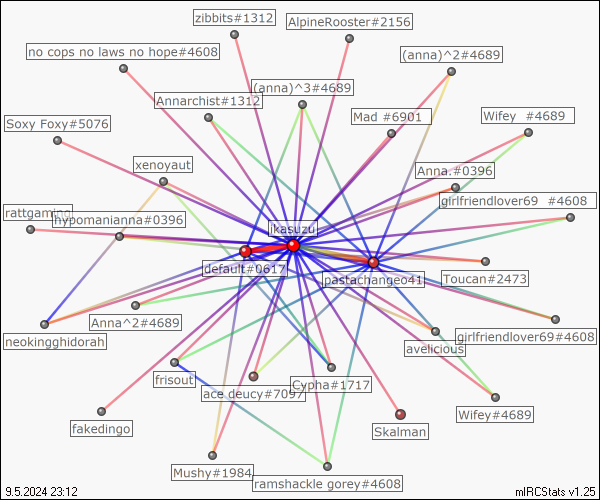 zibbits#1312
AlpineRooster#2156
no cops no laws no hope#4608
(anna)^2#4689
(anna)^3#4689
Annarchist#1312
Mad #6901
Wifey #4689
Soxy Foxy#5076
xenoyaut
Anna.#0396
girlfriendlover69 #4608
rattgaming
hypomanianna#0396
jkasuzu
default#0617
pastachangeo41
Toucan#2473
Anna^2#4689
neokingghidorah
girlfriendlover69#4608
avelicious
frisout
ace deucy#7097
Cypha#1717
Wifey#4689
fakedingo
Skalman
Mushy#1984
ramshackle gorey#4608
9.5.2024 23:12
mIRCStats v1.25